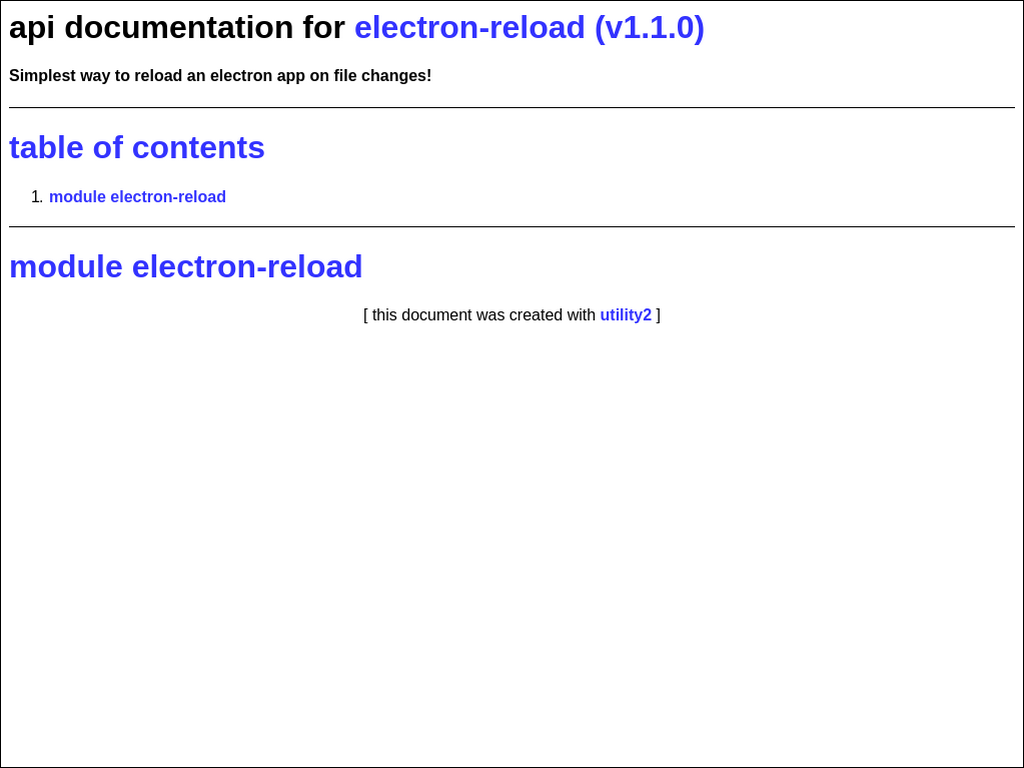 api documentation for electron-reload (v1.1.0)
Simplest way to reload an electron app on file changes!
table of contents
1. module electron-reload
module electron-reload
[ this document was created with utility2 ]